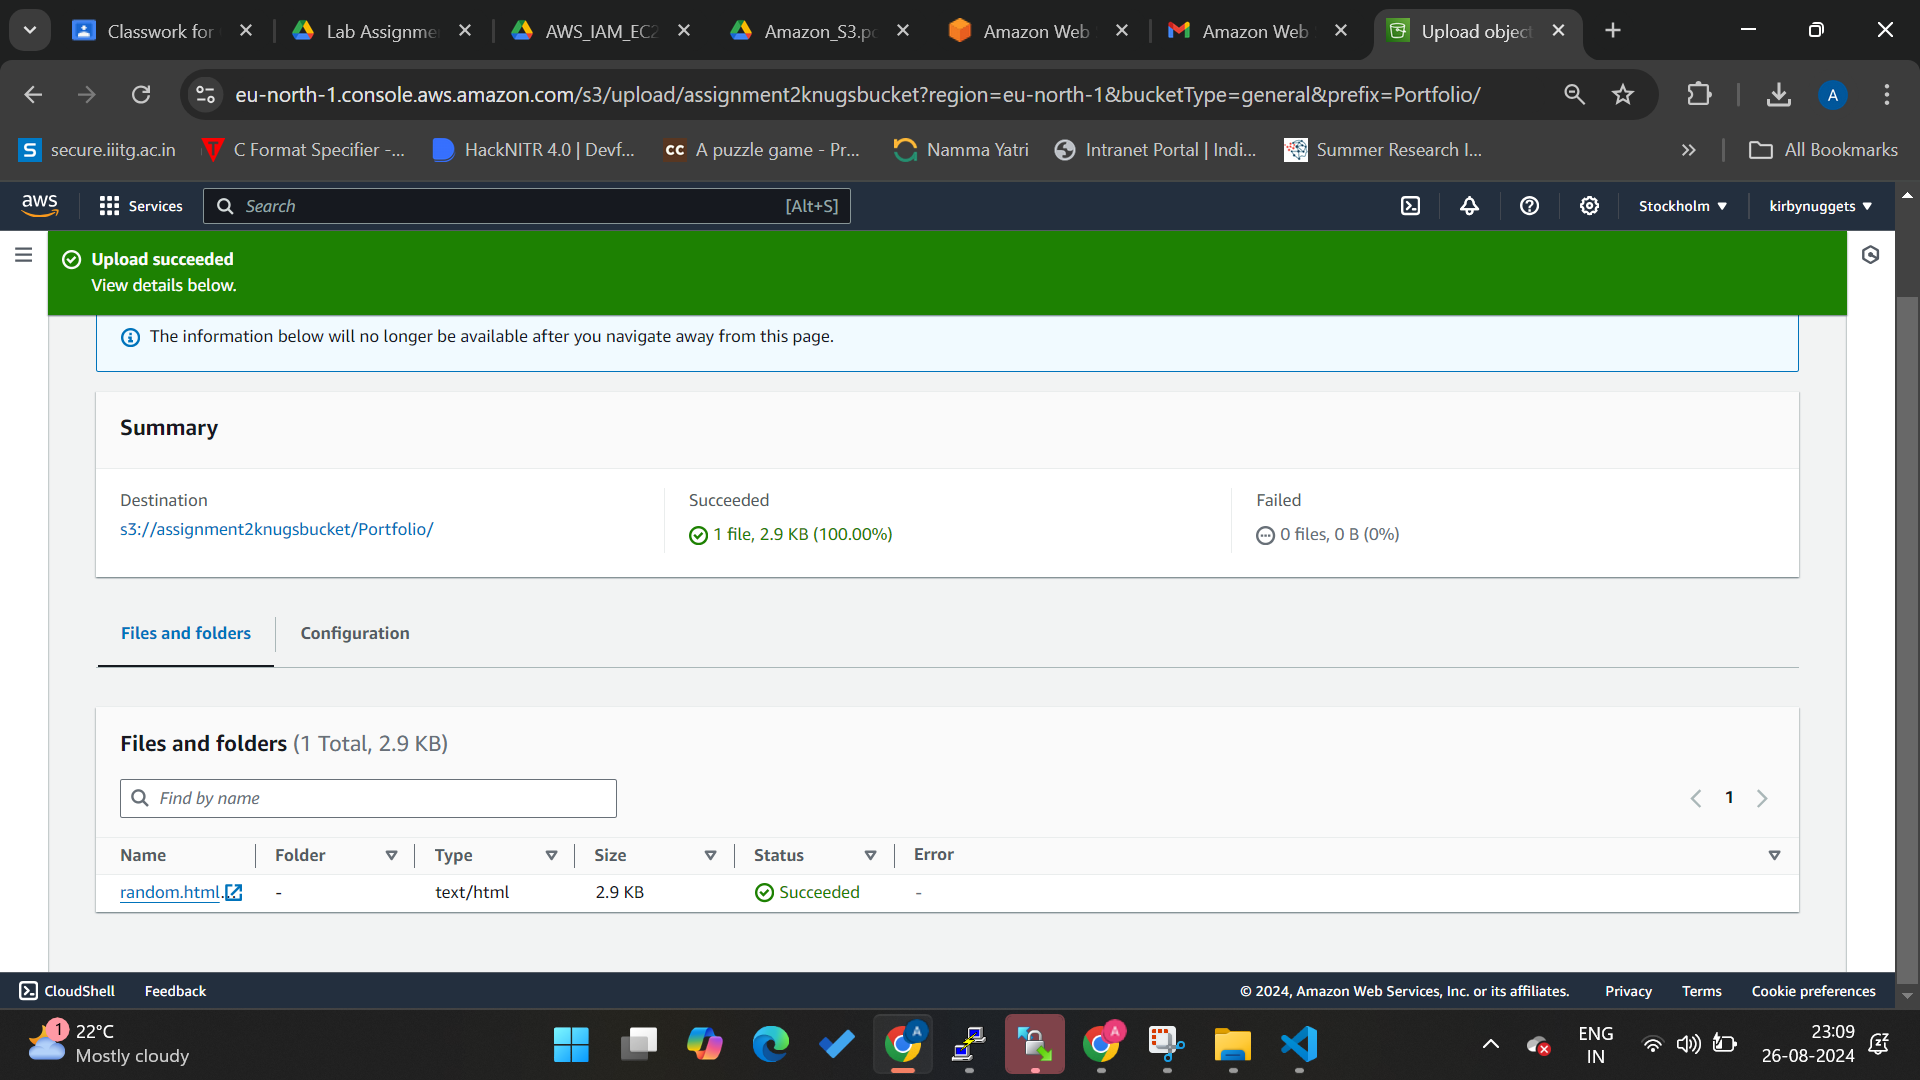 Classwork for
Lab Assignme
AWS_IAM_EC2
Amazon_S3.pd
Amazon Web
Amazon Web
Upload object
eu-north-1.console.aws.amazon.com/s3/upload/assignment2knugsbucket?region=eu-north-1&bucketType=general&prefix=Portfolio/
A
S secure.iiitg.ac.in
C Format Specifier -...
HackNITR 4.0 | Devf...
CC A puzzle game - Pr...
Namma Yatri
Intranet Portal | Indi...
Summer Research I...
All Bookmarks
aws
Services
Search
[Alt+S]
Stockholm
kirbynuggets
Upload succeeded
View details below.
The information below will no longer be available after you navigate away from this page.
Summary
Destination
s3://assignment2knugsbucket/Portfolio/
Succeeded
1 file, 2.9 KB (100.00%)
Failed
0 files, 0 B (0%)
Files and folders
Configuration
Files and folders (1 Total, 2.9 KB)
Find by name
1
Name Folder Type Size Status Error
random.html. - text/html 2.9 KB Succeeded -
CloudShell
Feedback
© 2024, Amazon Web Services, Inc. or its affiliates.
Privacy
Terms
Cookie preferences
1
22°C
Mostly cloudy
A
A
ENG
IN
23:09
26-08-2024